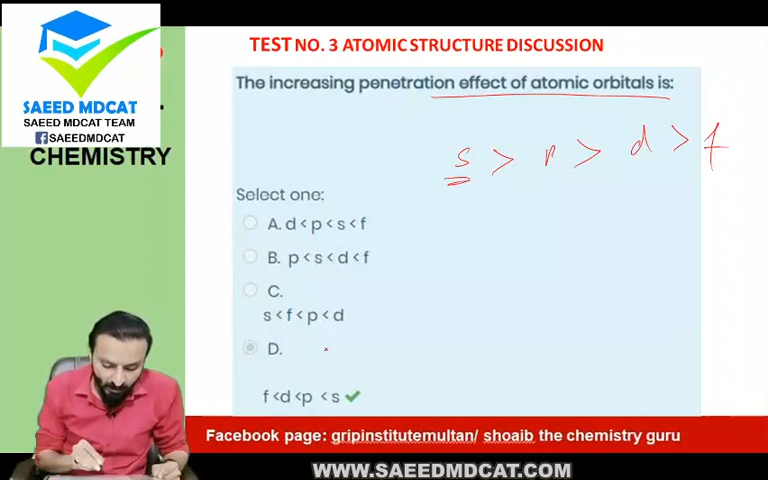 TEST NO. 3 ATOMIC STRUCTURE DISCUSSION
SAEED MDCAT
SAEED MDCAT TEAM
SAEEDMDCAT
CHEMISTRY
The increasing penetration effect of atomic orbitals is:
s > p > d > f
Select one:
A. d < p < s < f
B. p < s < d < f
C.
s < f < p < d
D.
f <d <p <s
Facebook page: gripinstitutemultan/ shoaib the chemistry guru
WWW.SAEEDMDCAT.COM